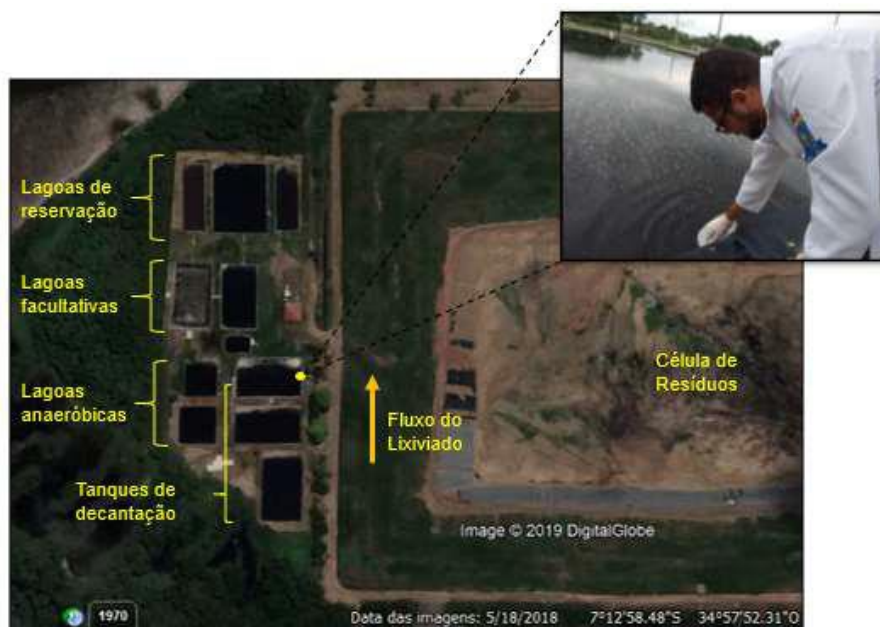 Lagoas de
reservação
Lagoas
facultativas
Lagoas
anaeróbicas
Tanques de
decantação
Fluxo do
Lixiviado
Célula de
Resíduos
Image © 2019 DigitalGlobe
1970
Data das imagens: 5/18/2018 7°12'58.48"S 34°57'52.31"O